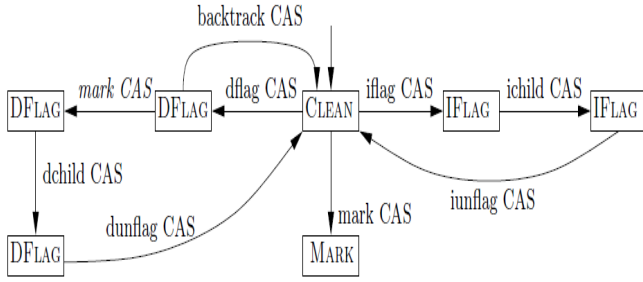 backtrack CAS
mark CAS dflag CAS iflag CAS ichild CAS
DFLAG DFLAG CLEAN IFLAG IFLAG
dchild CAS
iunflag CAS
mark CAS
dunflag CAS
DFLAG MARK